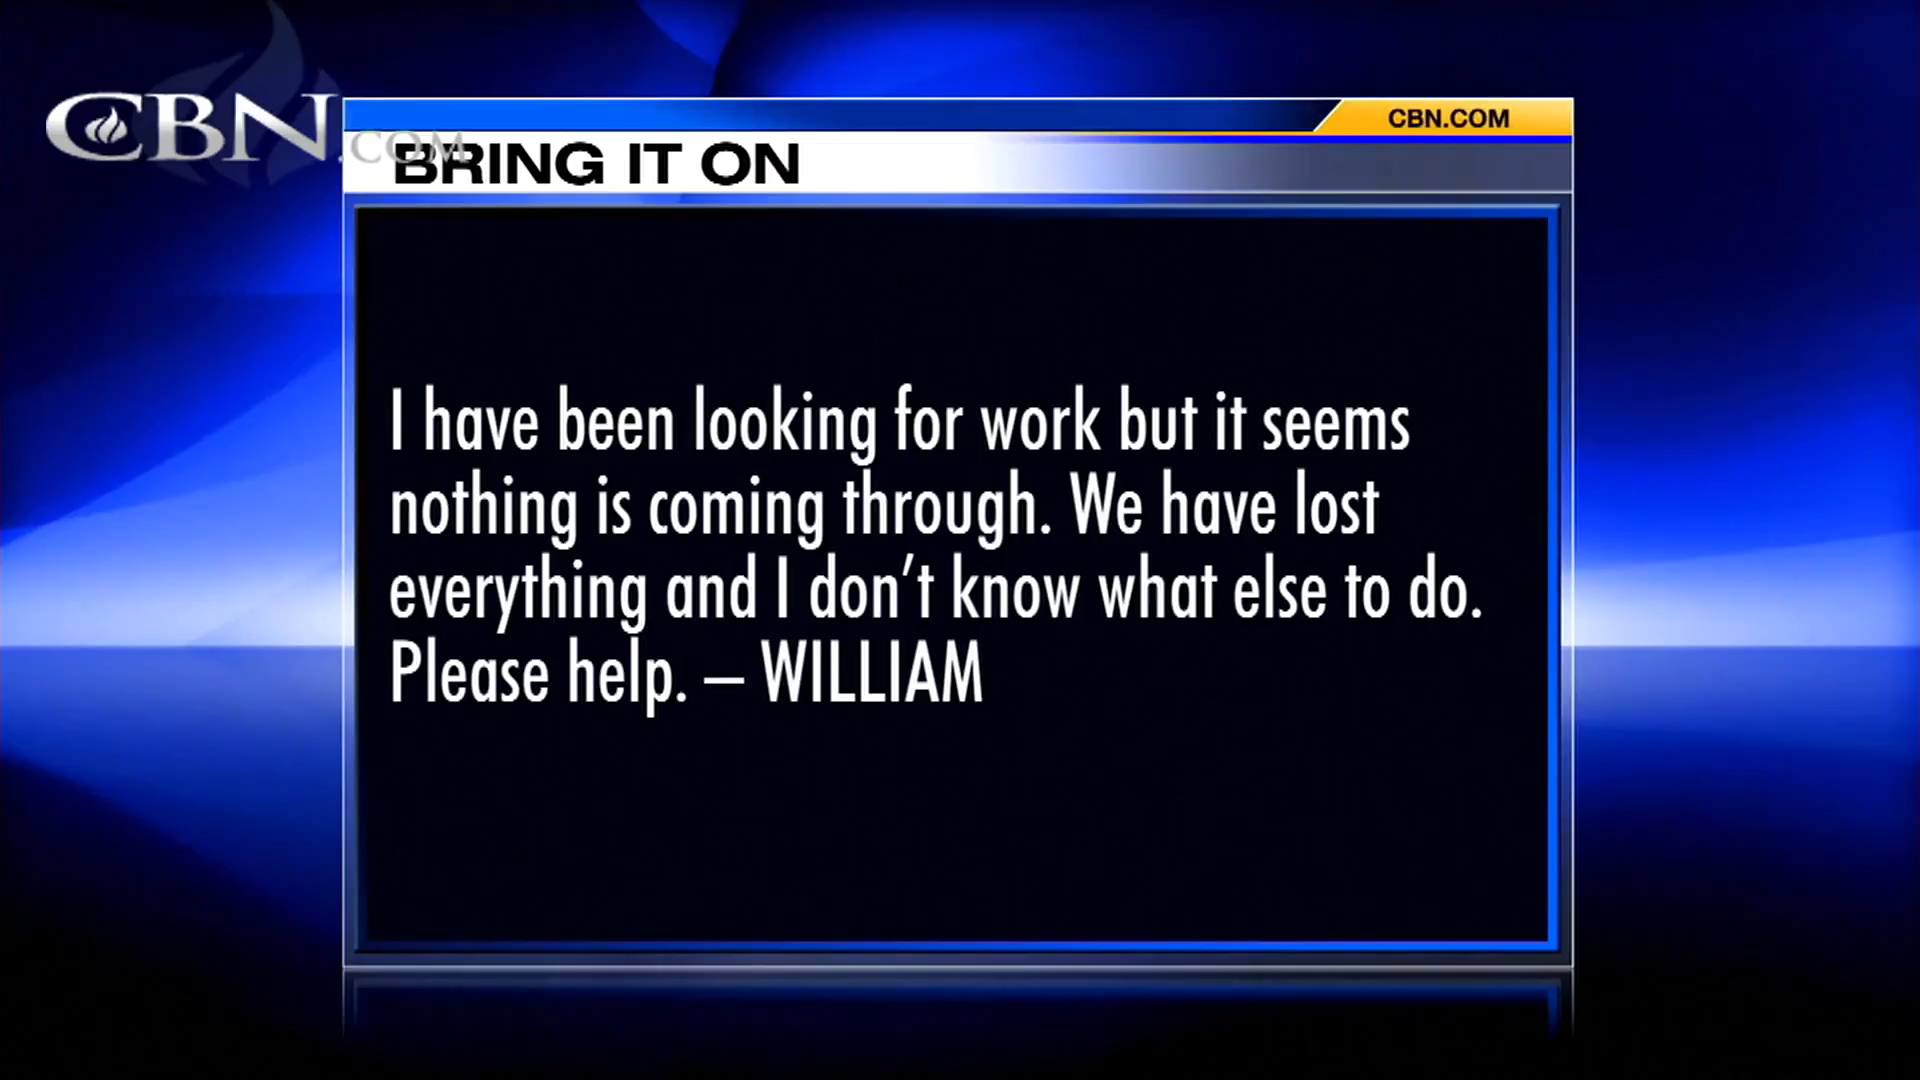 CBN.COM
CBN.COM
BRING IT ON
I have been looking for work but it seems
nothing is coming through. We have lost
everything and I don’t know what else to do.
Please help. – WILLIAM